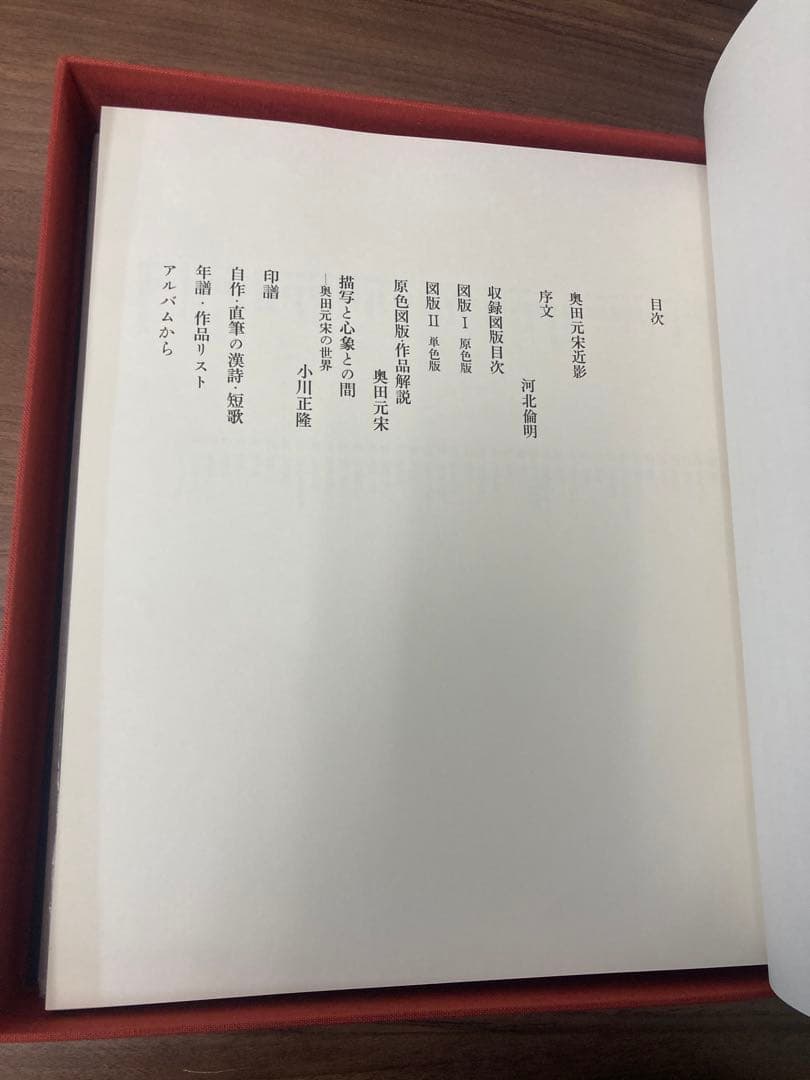 目次
奥田元宋近影
序文
河北倫明
収録図版目次
図版Ⅰ 原色版
図版Ⅱ 単色版
原色図版・作品解説
奥田元宋
描写と心象との間
―奥田元宋の世界
小川正隆
印譜
自作・直筆の漢詩・短歌
年譜・作品リスト
アルバムから